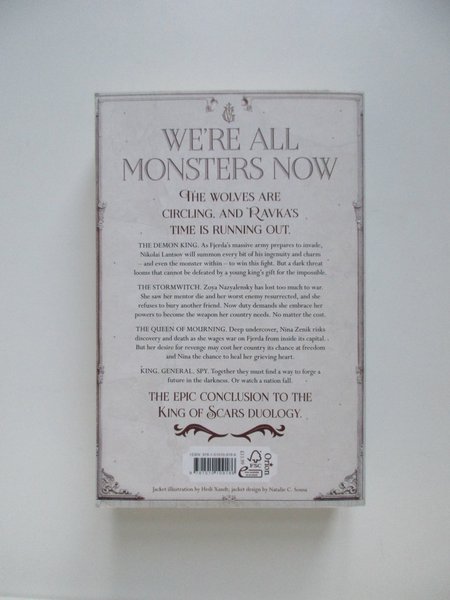 WE'RE ALL
MONSTERS NOW
THE WOLVES ARE
CIRCLING. AND RAVKA'S
TIME IS RUNNING OUT.
THE DEMON KING. As Fjerda's massive army prepares to invade,
Nikolai Lantsov will summon every bit of his ingenuity and charm
– and even the monster within – to win this fight. But a dark threat
looms that cannot be defeated by a young king's gift for the impossible.
THE STORMWITCH. Zoya Nazyalensky has lost too much to war.
She saw her mentor die and her worst enemy resurrected, and she
refuses to bury another friend. Now duty demands she embrace her
powers to become the weapon her country needs. No matter the cost.
THE QUEEN OF MOURNING. Deep undercover, Nina Zenik risks
discovery and death as she wages war on Fjerda from inside its capital.
But her desire for revenge may cost her country its chance at freedom
and Nina the chance to heal her grieving heart.
KING. GENERAL. SPY. Together they must find a way to forge a
future in the darkness. Or watch a nation fall.
THE EPIC CONCLUSION TO THE
KING OF SCARS DUOLOGY.
ISBN
FSC
Orion
Jacket illustration by Hedi Xandt; jacket design by Natalie C. Sousa